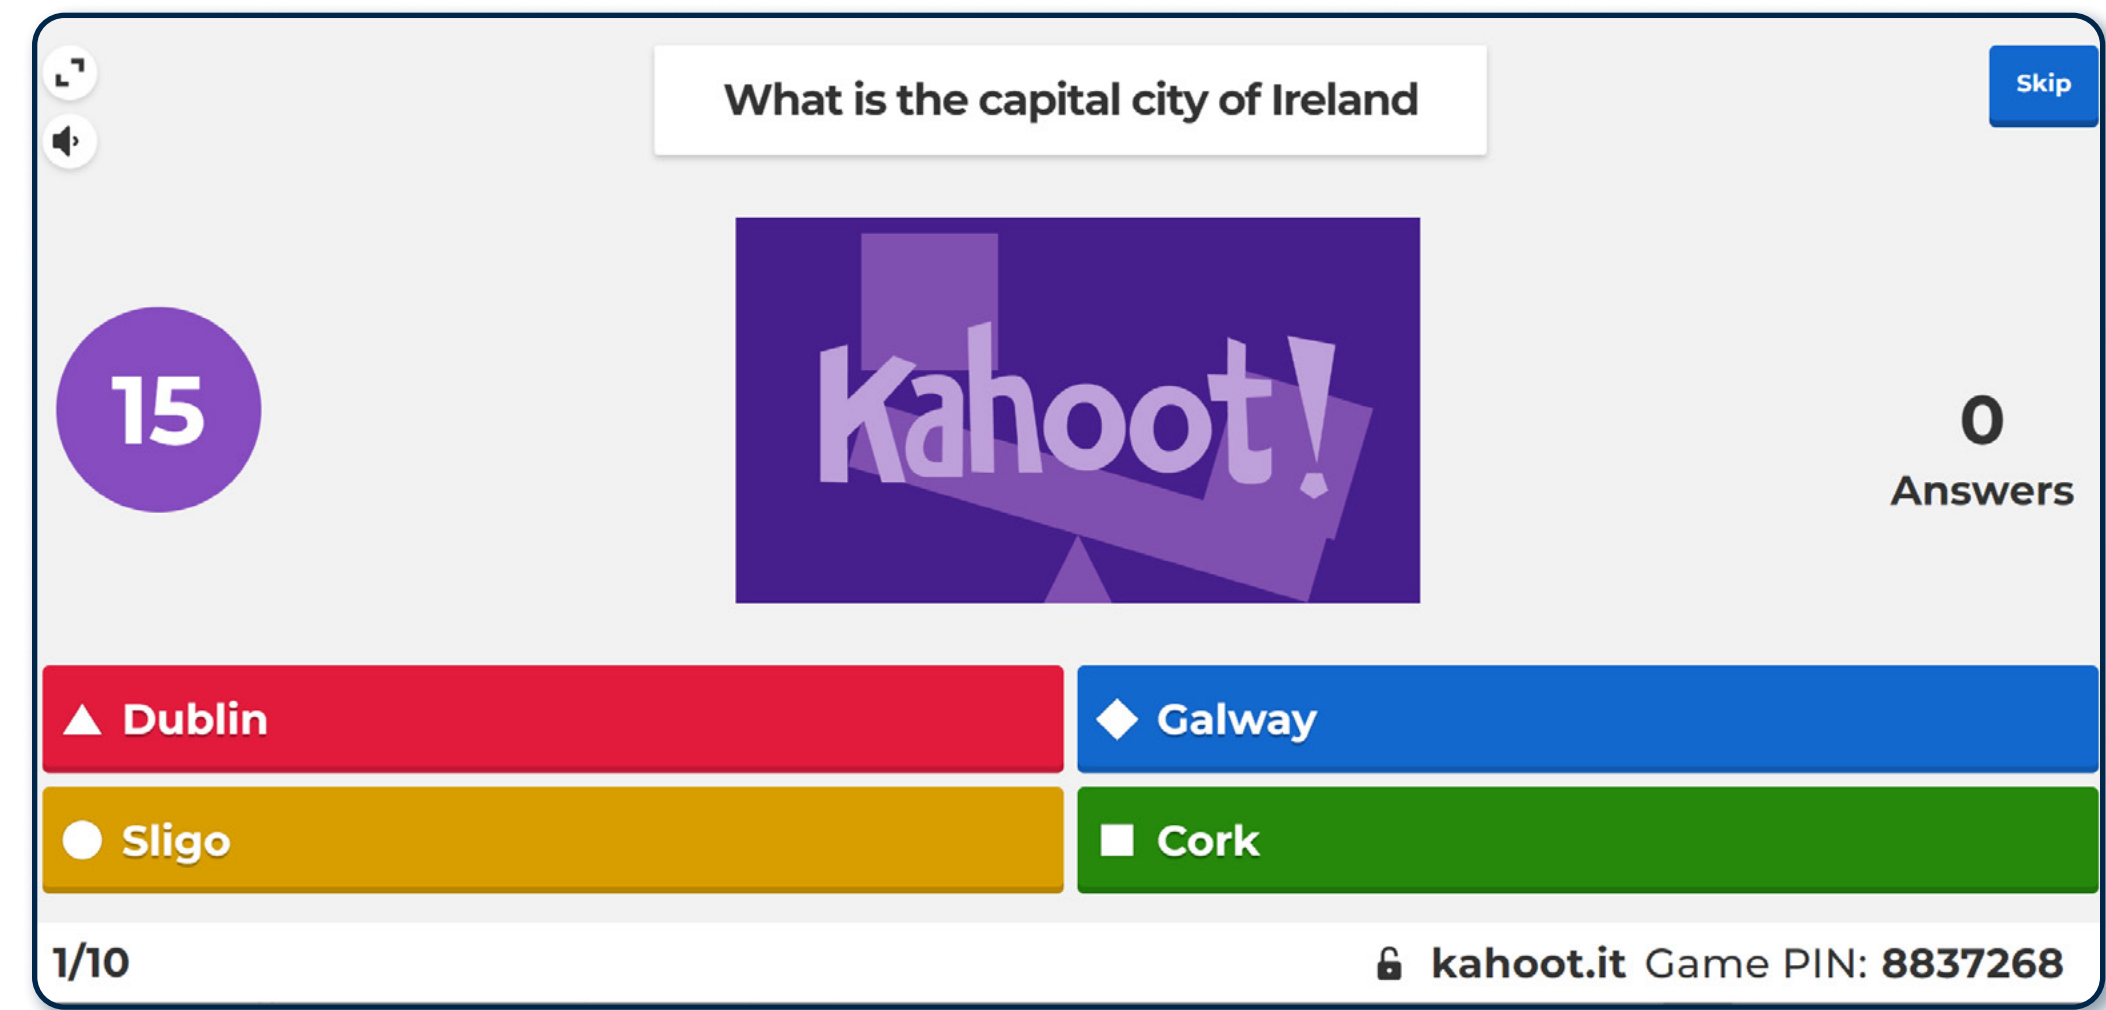 What is the capital city of Ireland
Skip
15
Kahoot!
0
Answers
Dublin
Galway
Sligo
Cork
1/10
kahoot.it Game PIN: 8837268